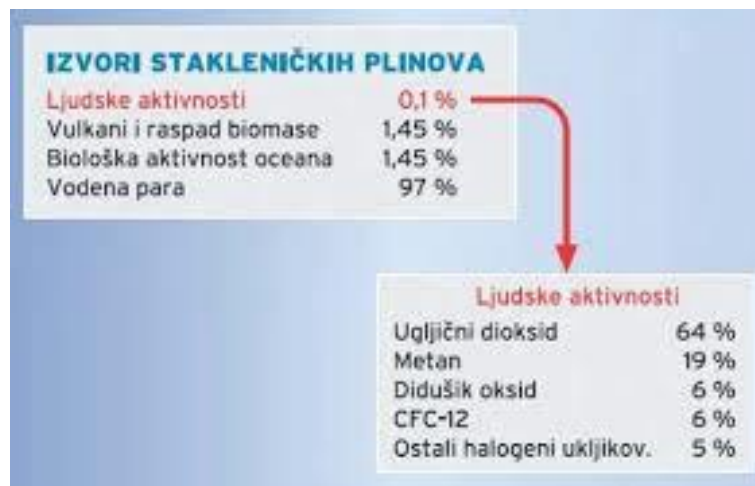 IZVORI STAKLENIČKIH PLINOVA
Ljudske aktivnosti 0,1 %
Vulkani i raspad biomase 1,45 %
Biološka aktivnost oceana 1,45 %
Vodena para 97 %
Ljudske aktivnosti
Ugljični dioksid 64 %
Metan 19 %
Didušik oksid 6 %
CFC-12 6 %
Ostali halogeni ukljikov. 5 %